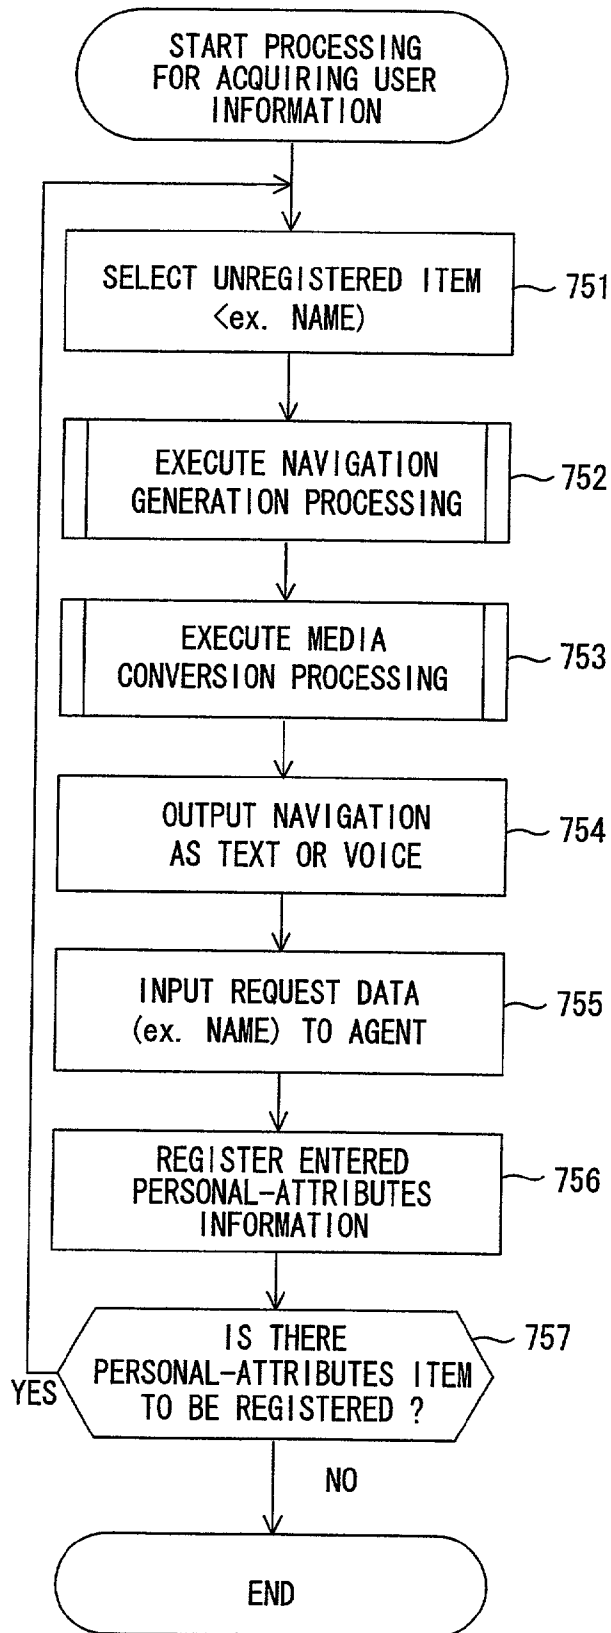 START PROCESSING
FOR ACQUIRING USER
INFORMATION
SELECT UNREGISTERED ITEM
<ex. NAME)
751
EXECUTE NAVIGATION
GENERATION PROCESSING
752
EXECUTE MEDIA
CONVERSION PROCESSING
753
OUTPUT NAVIGATION
AS TEXT OR VOICE
754
INPUT REQUEST DATA
(ex. NAME) TO AGENT
755
REGISTER ENTERED
PERSONAL-ATTRIBUTES
INFORMATION
756
IS THERE
PERSONAL-ATTRIBUTES ITEM
TO BE REGISTERED ?
757
YES
NO
END